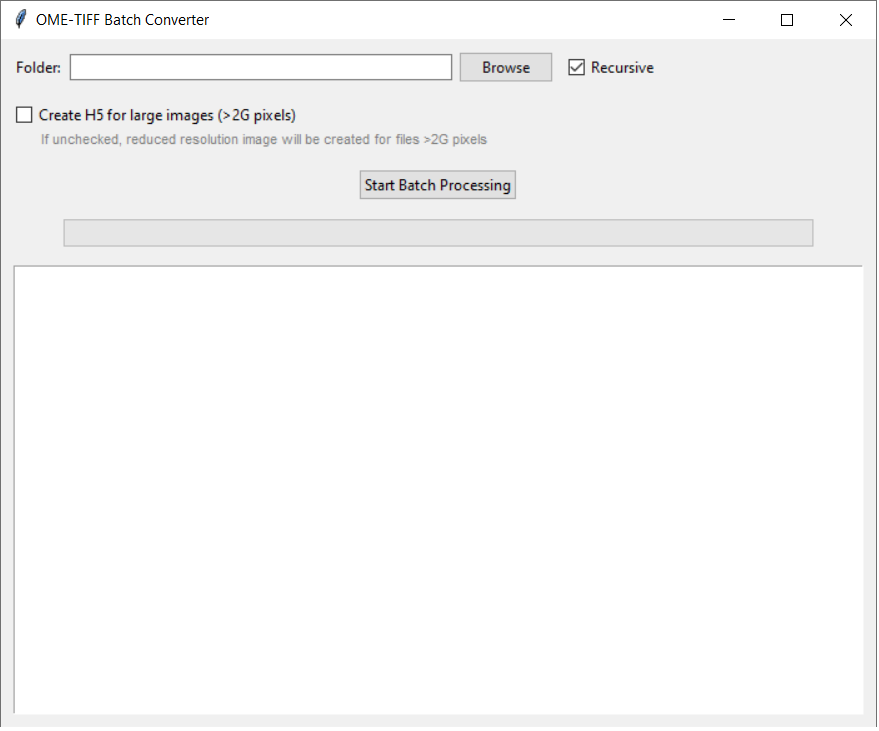 OME-TIFF Batch Converter
Folder: Browse Recursive
Create H5 for large images (>2G pixels)
If unchecked, reduced resolution image will be created for files >2G pixels
Start Batch Processing